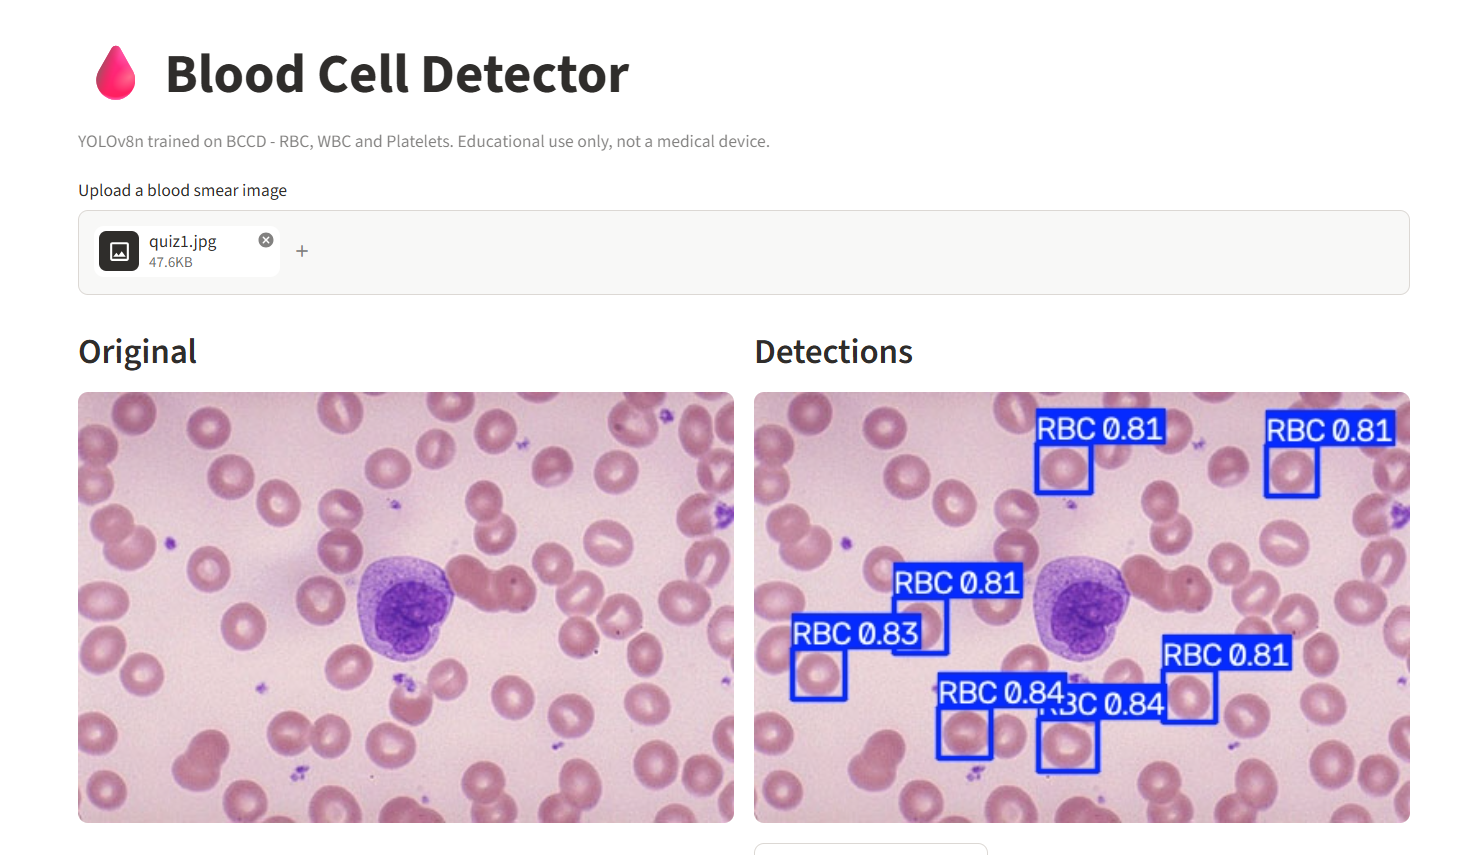 Blood Cell Detector
YOLOv8n trained on BCCD - RBC, WBC and Platelets. Educational use only, not a medical device.
Upload a blood smear image
quiz1.jpg
47.6KB
+
Original
Detections
RBC 0.81
RBC 0.81
RBC 0.81
RBC 0.83
RBC 0.81
RBC 0.84
RBC 0.84